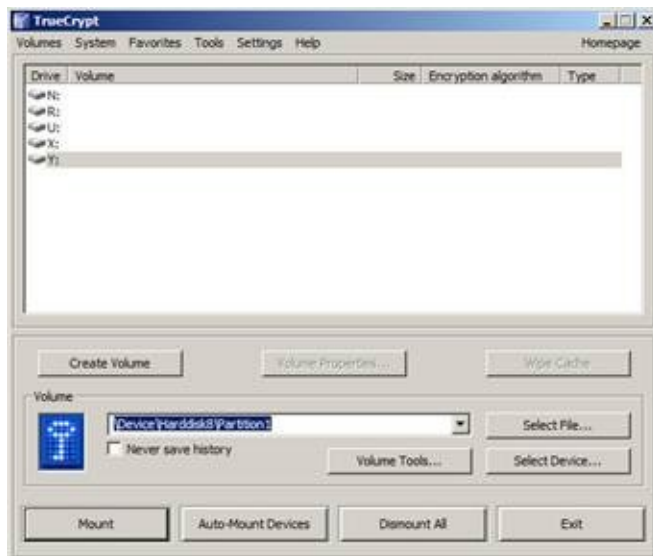 TrueCrypt
Volumes System Favorites Tools Settings Help Homepage
Drive Volume Size Encryption algorithm Type
N:
R:
U:
X:
Y:
Create Volume Volume Properties... Wipe Cache
Volume
\Device\Harddisk8\Partition1
Select File...
Never save history
Volume Tools... Select Device...
Mount Auto-Mount Devices Dismount All Exit